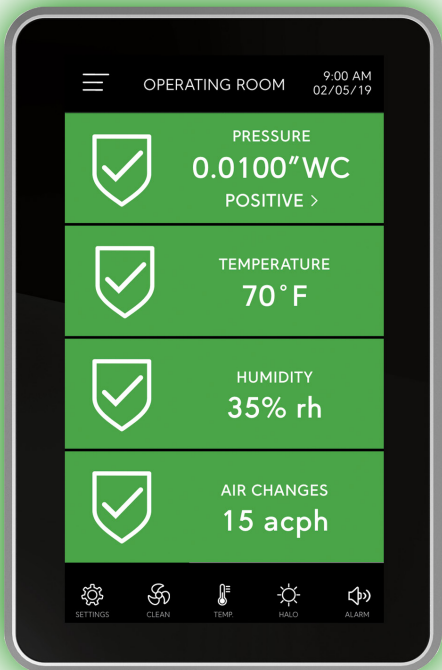 OPERATING ROOM
9:00 AM
02/05/19
PRESSURE
0.0100”WC
POSITIVE >
TEMPERATURE
70°F
HUMIDITY
35% rh
AIR CHANGES
15 acph
SETTINGS
CLEAN
TEMP.
HALO
ALARM